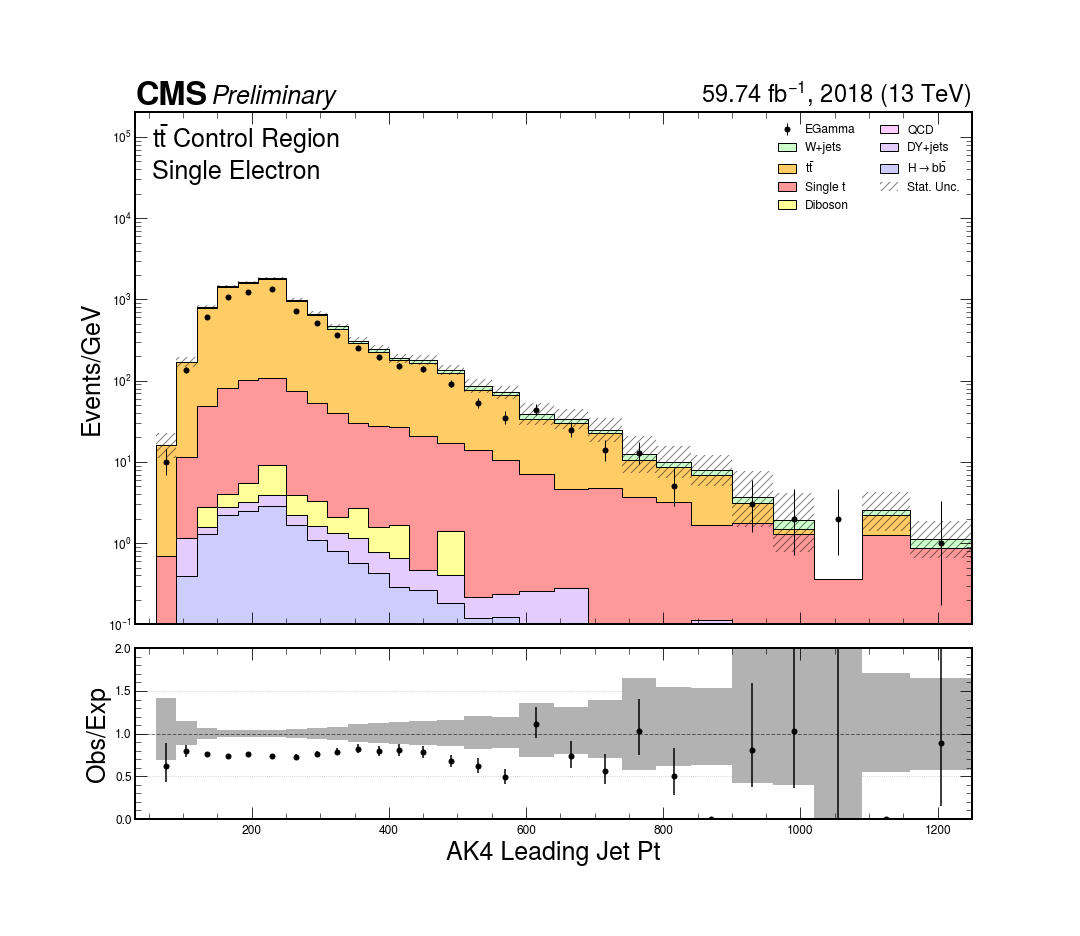 CMS Preliminary 59.74 fb⁻¹, 2018 (13 TeV)
tt̄ Control Region
Single Electron
EGamma
W+jets
tt̄
Single t
Diboson
QCD
DY+jets
H→bb̄
Stat. Unc.
Events/GeV
10⁵
10⁴
10³
10²
10¹
10⁰
10⁻¹
Obs/Exp
2.0
1.5
1.0
0.5
0.0
200 400 600 800 1000 1200
AK4 Leading Jet Pt